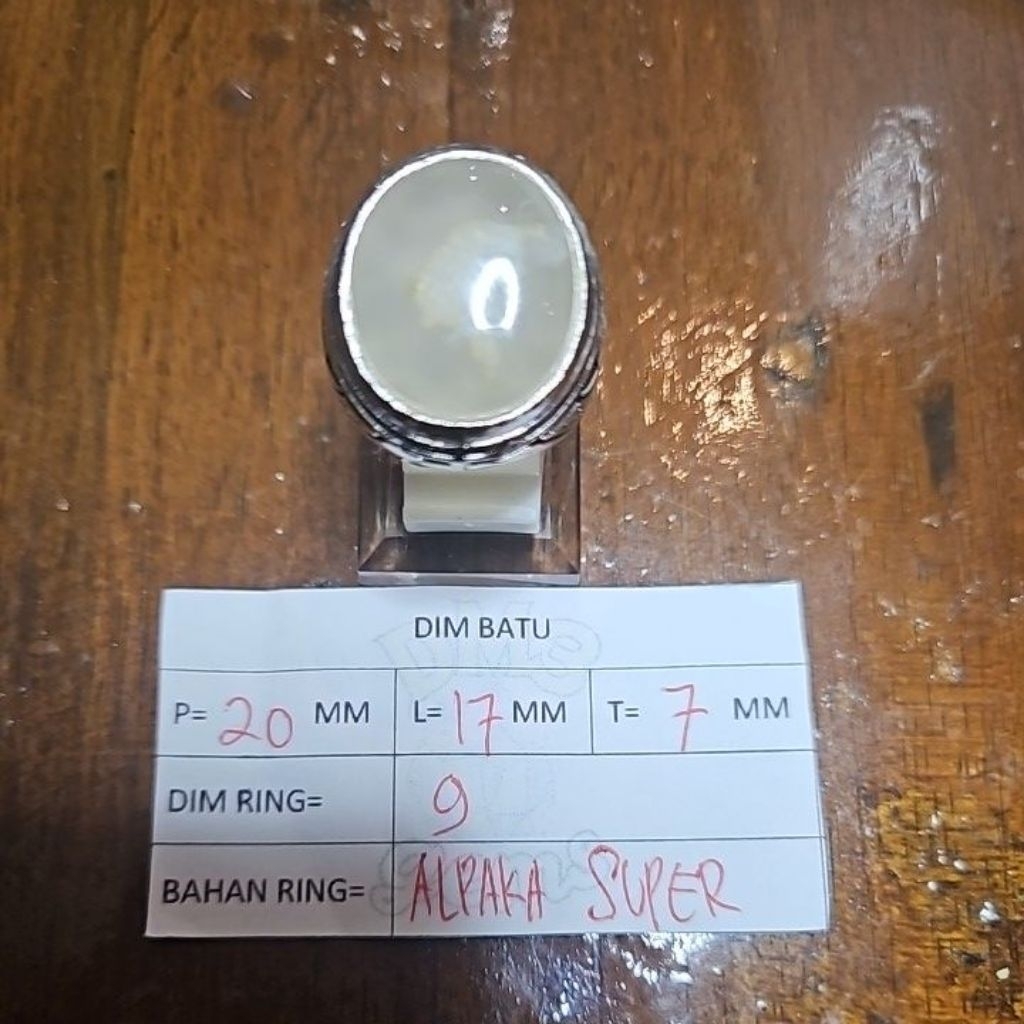 DIM BATU
P= 20 MM L= 17 MM T= 7 MM
DIM RING= 9
BAHAN RING= ALPAKA SUPER